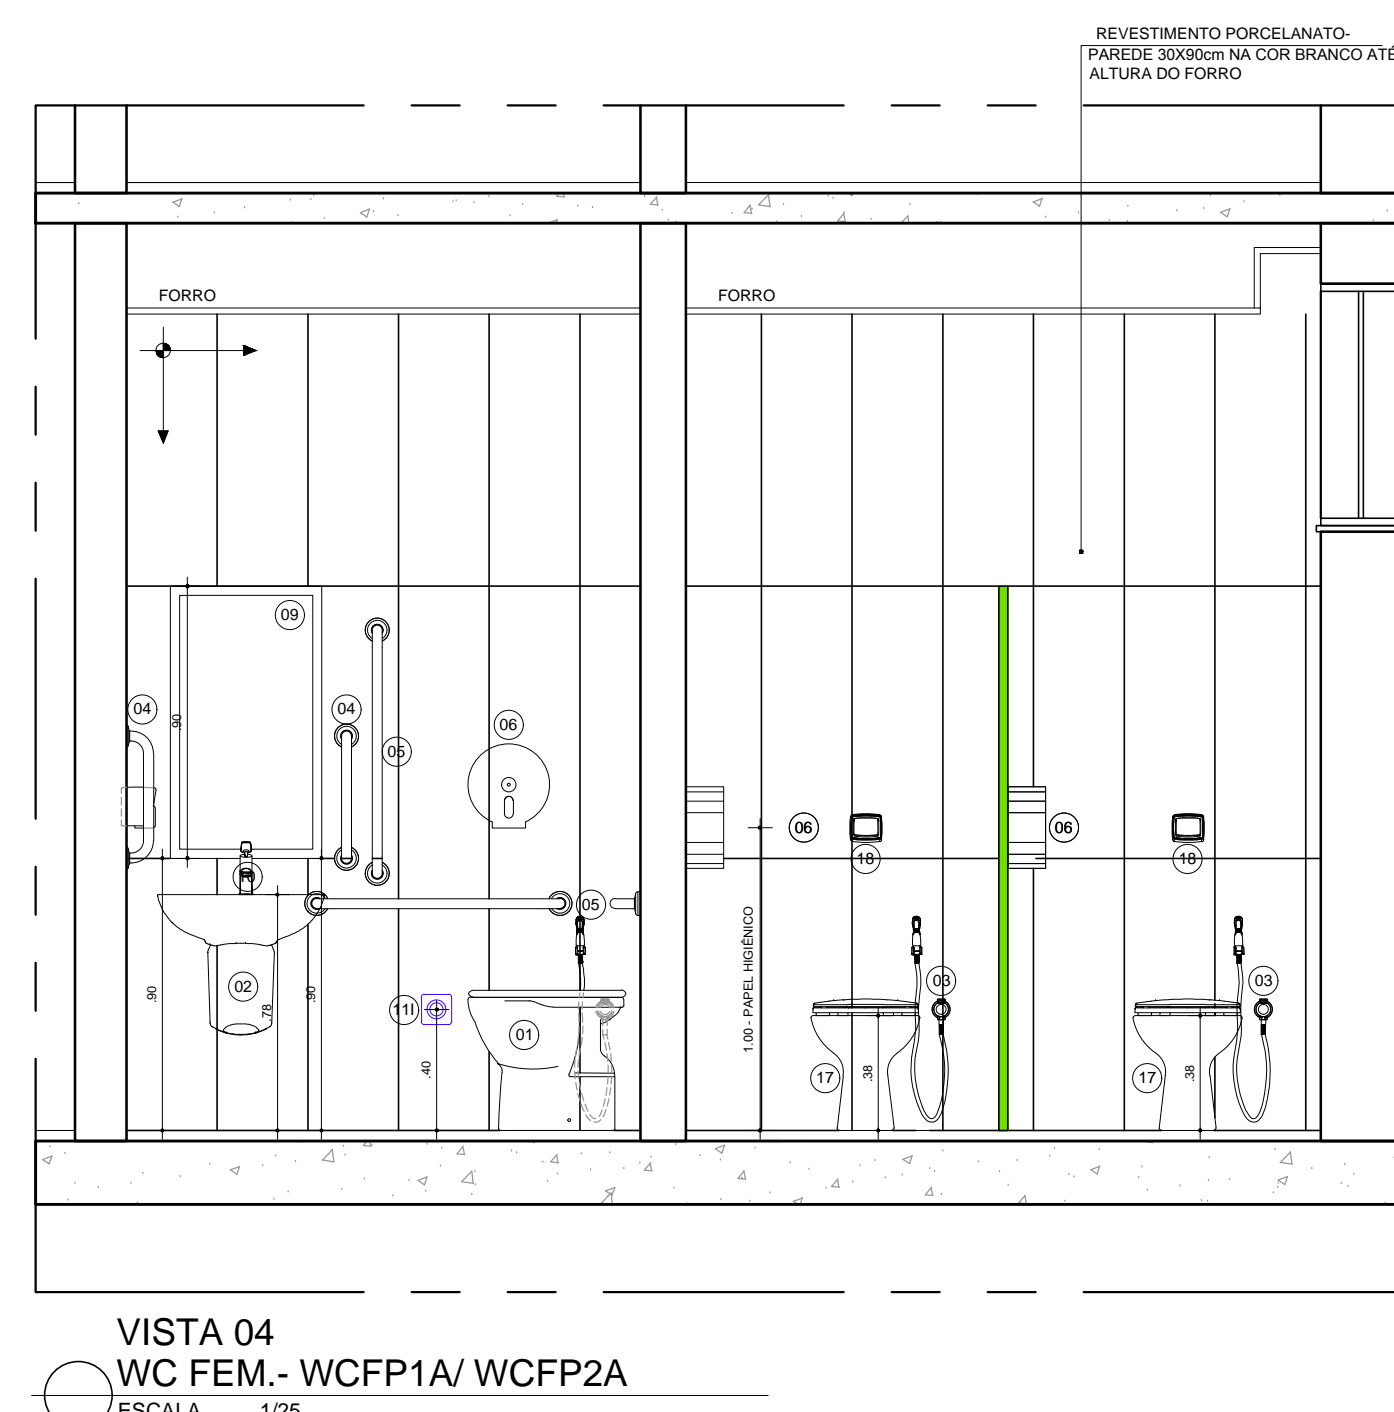 REVESTIMENTO PORCELANATO-
PAREDE 30X90cm NA COR BRANCO ATÉ
ALTURA DO FORRO
FORRO
FORRO
09
04
04
.90
05
06
06
06
18
18
05
1.00 - PAPEL HIGIÊNICO
02
.90
.78
.90
11I
01
03
03
.40
17
.38
17
.38
VISTA 04
WC FEM.- WCFP1A/ WCFP2A
ESCALA 1/25